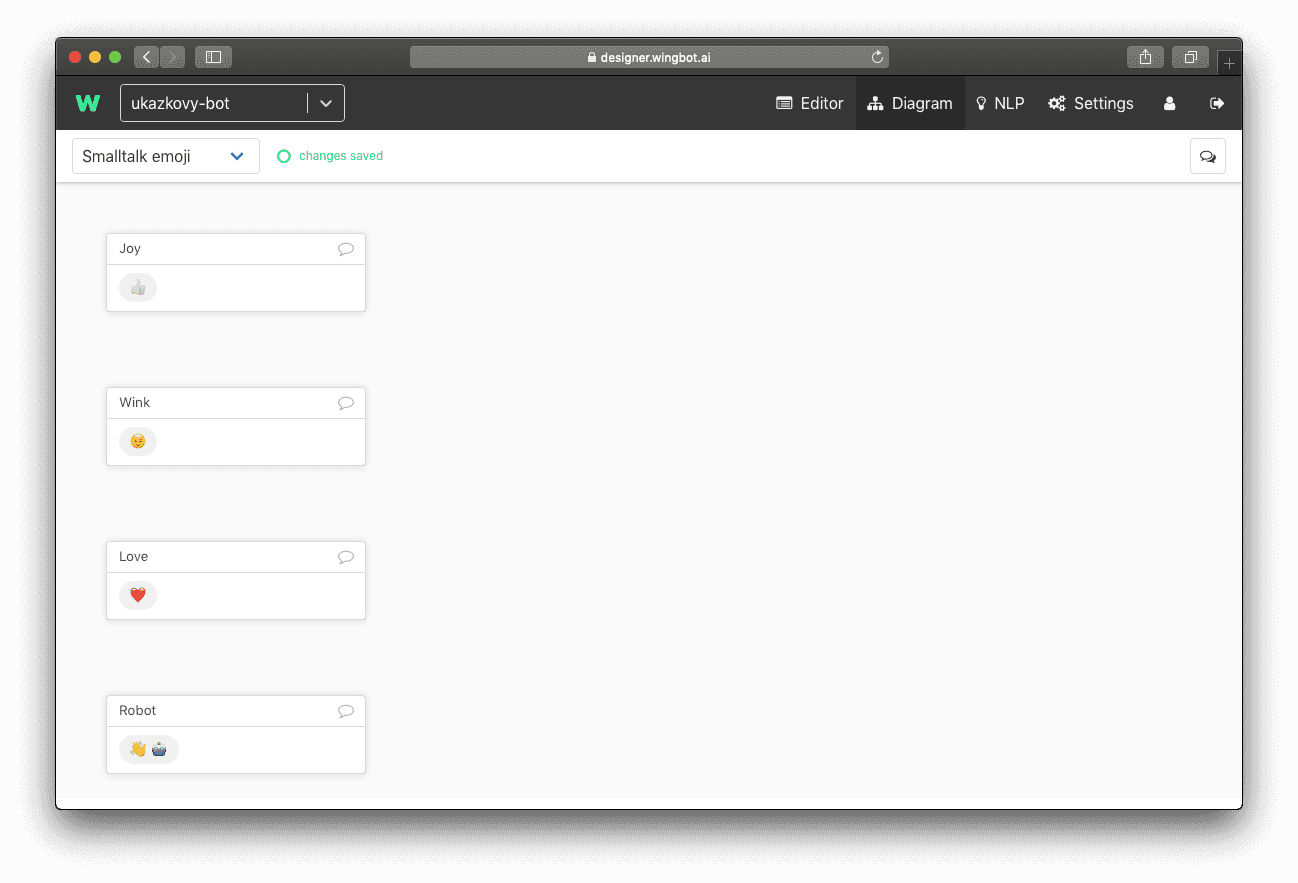 designer.wingbot.ai
W ukazkovy-bot Editor Diagram NLP Settings
Smalltalk emoji changes saved
Joy
👍
Wink
😉
Love
❤️
Robot
👋 🤖